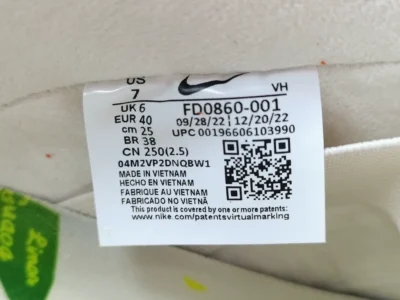 US
7
VH
UK 6
EUR 40
cm 25
BR 38
CN 250(2.5)
FD0860-001
09/28/22 | 12/20/22
UPC 00196606103990
04M2VP2DNQBW1
MADE IN VIETNAM
HECHO EN VIETNAM
FABRIQUE AU VIETNAM
FABRICADO NO VIETNÃ
This product is covered by one or more patents:
www.nike.com/patentsvirtualmarking